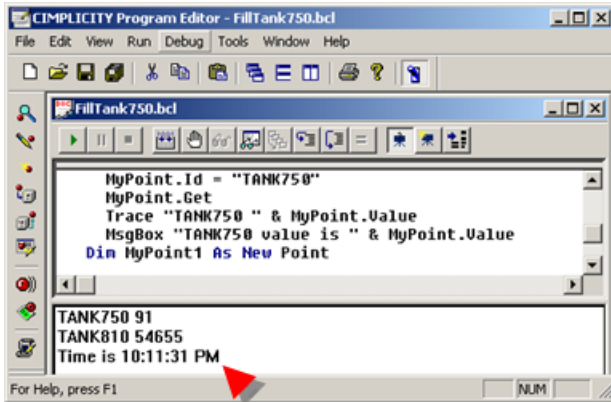 CIMPLICITY Program Editor - FillTank750.bcl
File Edit View Run Debug Tools Window Help
FillTank750.bcl
MyPoint.Id = "TANK750"
MyPoint.Get
Trace "TANK750 " & MyPoint.Value
MsgBox "TANK750 value is " & MyPoint.Value
Dim MyPoint1 As New Point
TANK750 91
TANK810 54655
Time is 10:11:31 PM
For Help, press F1 NUM